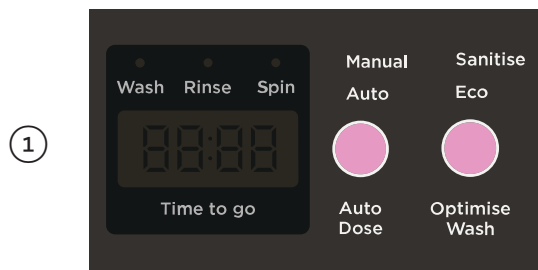 1
Manual Sanitise
Auto Eco
Wash Rinse Spin
88:88
Time to go
Auto Dose
Optimise Wash